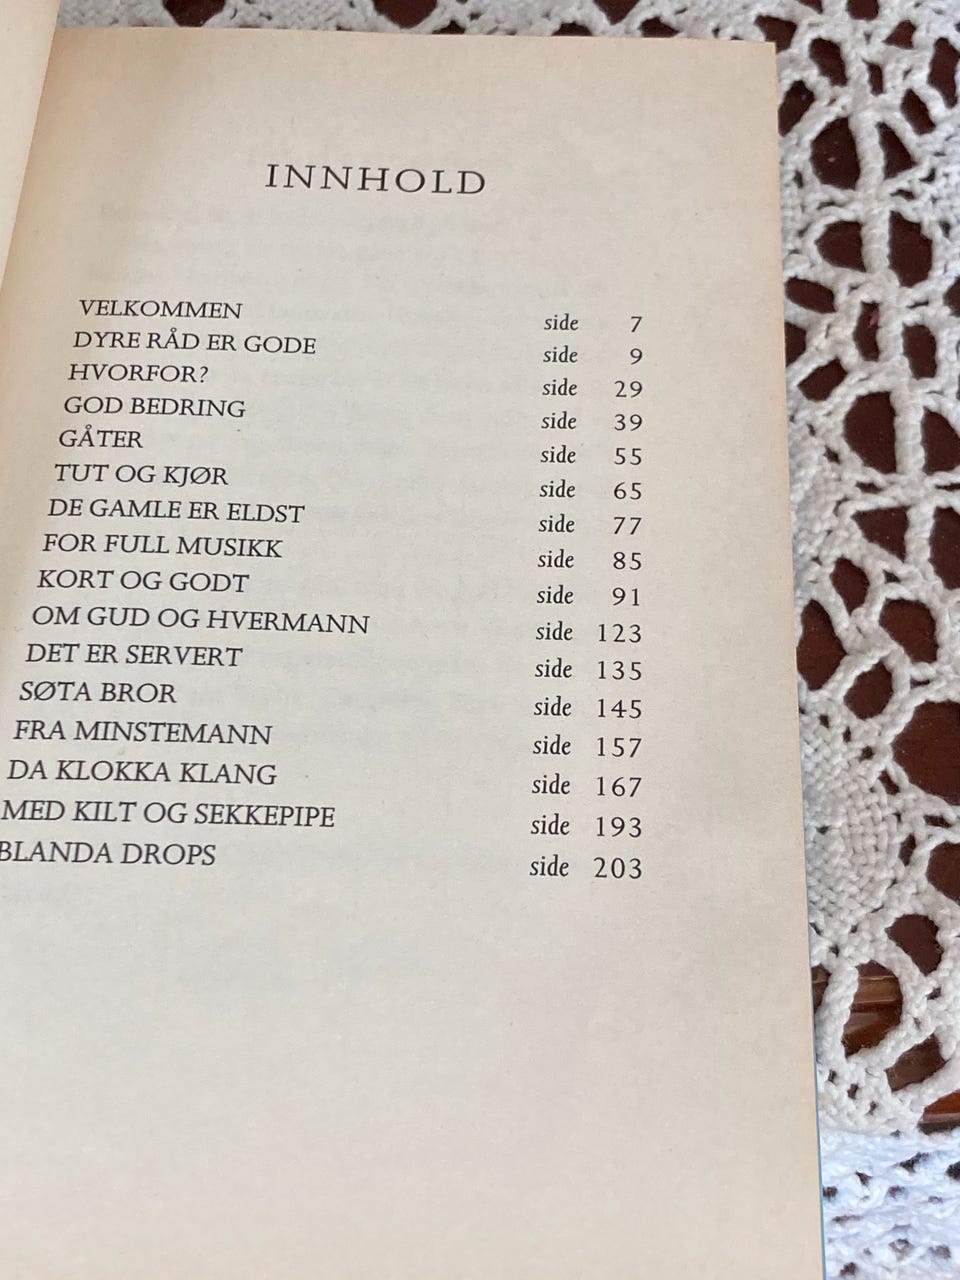 INNHOLD
VELKOMMEN side 7
DYRE RÅD ER GODE side 9
HVORFOR? side 29
GOD BEDRING side 39
GÅTER side 55
TUT OG KJØR side 65
DE GAMLE ER ELDST side 77
FOR FULL MUSIKK side 85
KORT OG GODT side 91
OM GUD OG HVERMANN side 123
DET ER SERVERT side 135
SØTA BROR side 145
FRA MINSTEMANN side 157
DA KLOKKA KLANG side 167
MED KILT OG SEKKEPIPE side 193
BLANDA DROPS side 203